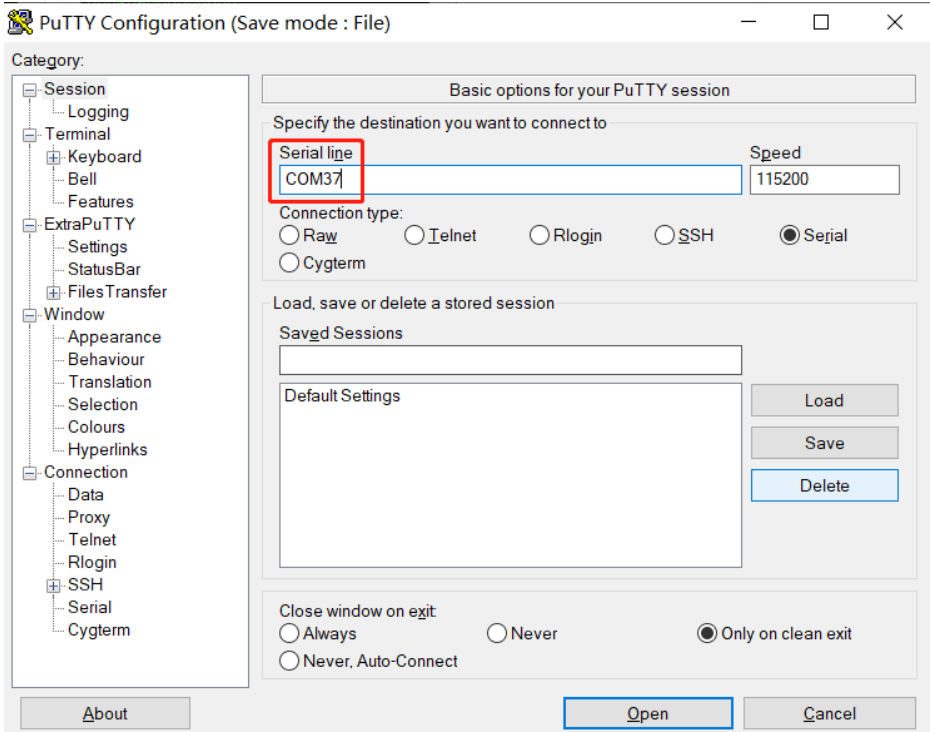 PuTTY Configuration (Save mode : File)
Category:
Session
Logging
Terminal
Keyboard
Bell
Features
ExtraPuTTY
Settings
StatusBar
FilesTransfer
Window
Appearance
Behaviour
Translation
Selection
Colours
Hyperlinks
Connection
Data
Proxy
Telnet
Rlogin
SSH
Serial
Cygterm
Basic options for your PuTTY session
Specify the destination you want to connect to
Serial line Speed
COM37 115200
Connection type:
Raw Telnet Rlogin SSH Serial
Cygterm
Load, save or delete a stored session
Saved Sessions
Default Settings
Load
Save
Delete
Close window on exit:
Always Never Only on clean exit
Never, Auto-Connect
About Open Cancel